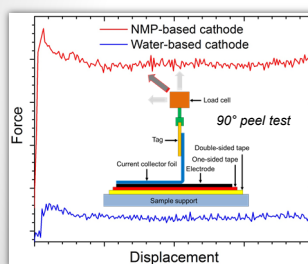 NMP-based cathode
Water-based cathode
Load cell
90° peel test
Tag
Double-sided tape
One-sided tape
Current collector foil
Electrode
Sample support
Force
Displacement